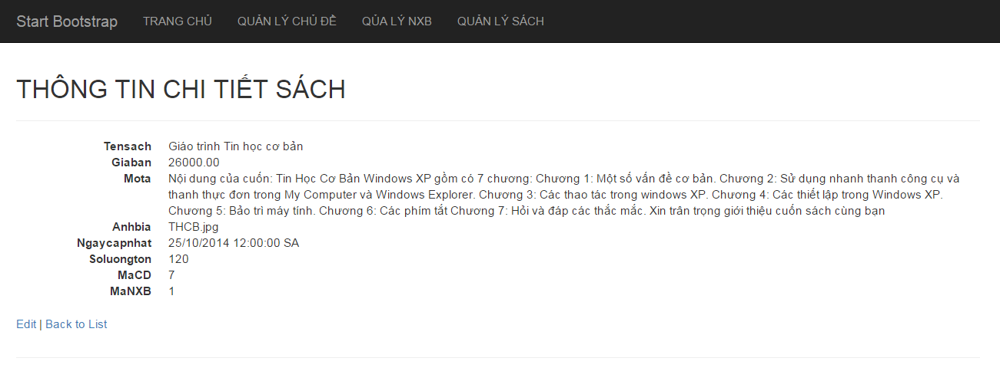 Start Bootstrap TRANG CHỦ QUẢN LÝ CHỦ ĐỀ QỦA LÝ NXB QUẢN LÝ SÁCH
THÔNG TIN CHI TIẾT SÁCH
Tensach Giáo trình Tin học cơ bản
Giaban 26000.00
Mota Nội dung của cuốn: Tin Học Cơ Bản Windows XP gồm có 7 chương: Chương 1: Một số vấn đề cơ bản. Chương 2: Sử dụng nhanh thanh công cụ và
thanh thực đơn trong My Computer và Windows Explorer. Chương 3: Các thao tác trong windows XP. Chương 4: Các thiết lập trong Windows XP.
Chương 5: Bảo trì máy tính. Chương 6: Các phím tắt Chương 7: Hỏi và đáp các thắc mắc. Xin trân trọng giới thiệu cuốn sách cùng bạn
Anhbia THCB.jpg
Ngaycapnhat 25/10/2014 12:00:00 SA
Soluongton 120
MaCD 7
MaNXB 1
Edit | Back to List